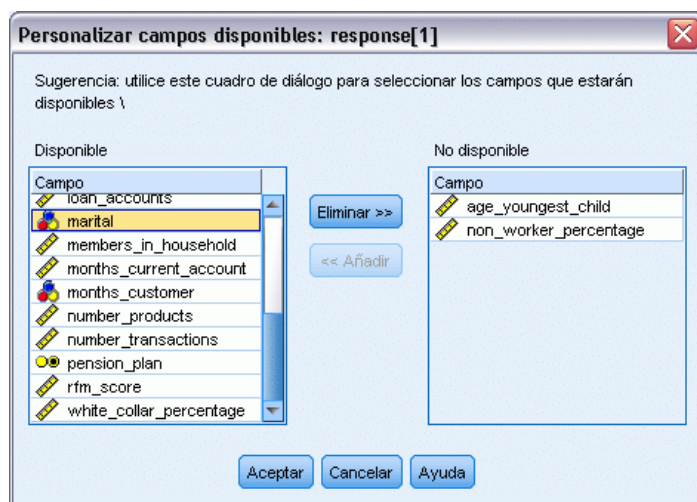 Personalizar campos disponibles: response[1]
Sugerencia: utilice este cuadro de diálogo para seleccionar los campos que estarán
disponibles \
Disponible
Campo
loan_accounts
marital
members_in_household
months_current_account
months_customer
number_products
number_transactions
pension_plan
rfm_score
white_collar_percentage
Eliminar >>
<< Añadir
No disponible
Campo
age_youngest_child
non_worker_percentage
Aceptar
Cancelar
Ayuda